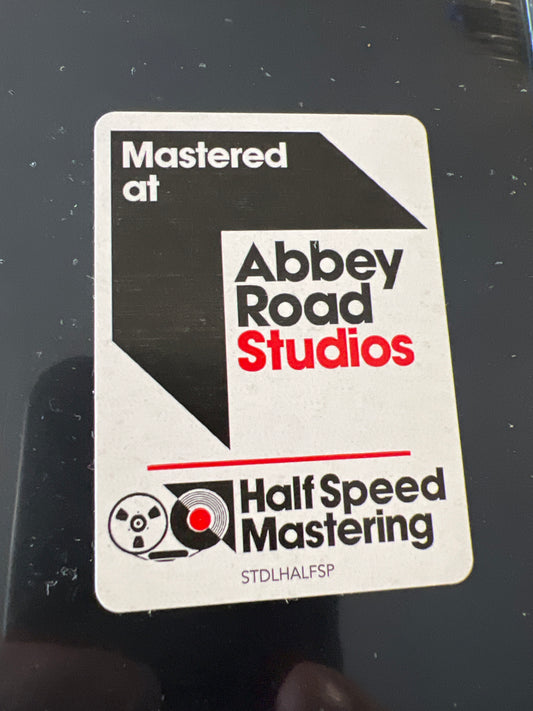 Mastered
at
Abbey
Road
Studios
Half Speed
Mastering
STDLHALFSP